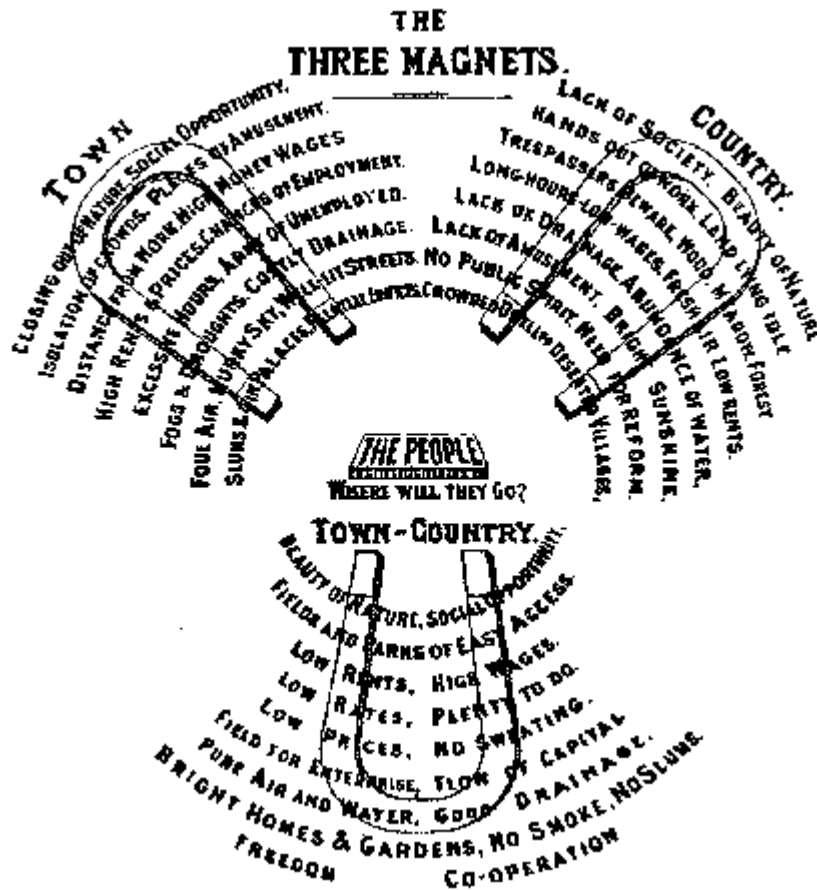 THE
THREE MAGNETS.
TOWN
CLOSING OUT OF NATURE. SOCIAL OPPORTUNITY.
ISOLATION OF CROWDS. PLACES OF AMUSEMENT.
DISTANCE FROM WORK. HIGH MONEY WAGES
HIGH RENTS & PRICES. CHANCES OF EMPLOYMENT.
EXCESSIVE HOURS. ARMY OF UNEMPLOYED.
FOGS & DROUGHTS. COSTLY DRAINAGE.
FOUL AIR. MURKY SKY. WELL-LIT STREETS.
SLUMS & GIN PALACES.
COUNTRY.
LACK OF SOCIETY. BEAUTY OF NATURE
HANDS OUT OF WORK. LAND LYING IDLE
TRESPASSERS BEWARE. WOOD, MEADOW, FOREST
LONG HOURS-LOW WAGES. FRESH AIR LOW RENTS.
LACK OF DRAINAGE. ABUNDANCE OF WATER,
LACK OF AMUSEMENT. BRIGHT SUNSHINE.
NO PUBLIC SPIRIT. NEED FOR REFORM.
CROWDED DWELLINGS DESERTED VILLAGES,
THE PEOPLE
WHERE WILL THEY GO?
TOWN-COUNTRY.
BEAUTY OF NATURE, SOCIAL OPPORTUNITY.
FIELDS AND PARKS OF EASY ACCESS.
LOW RENTS, HIGH WAGES.
LOW RATES, PLENTY TO DO.
LOW PRICES, NO SWEATING.
FIELD FOR ENTERPRISE, FLOW OF CAPITAL
PURE AIR AND WATER, GOOD DRAINAGE.
BRIGHT HOMES & GARDENS, NO SMOKE, NO SLUMS.
FREEDOM CO-OPERATION